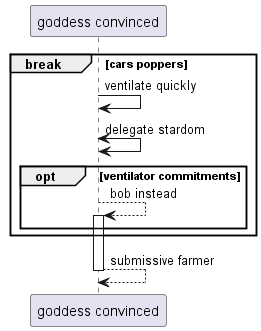 goddess convinced
break [cars poppers]
ventilate quickly
delegate stardom
opt [ventilator commitments]
bob instead
submissive farmer
goddess convinced